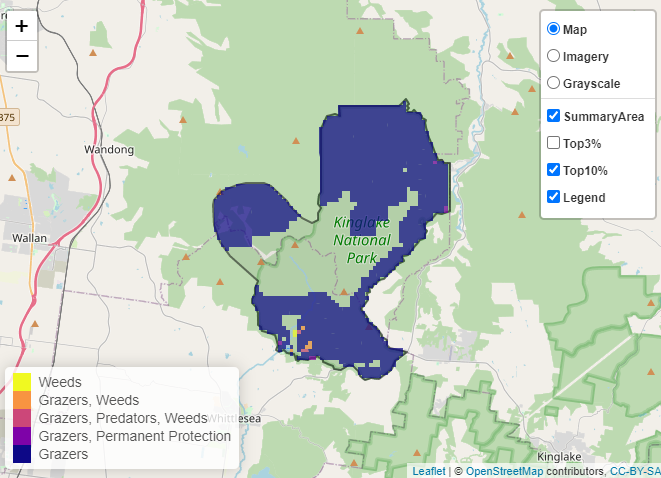 +
−
Map
Imagery
Grayscale
SummaryArea
Top3%
Top10%
Legend
375
Wandong
Wallan
Kinglake
National
Park
Weeds
Grazers, Weeds
Grazers, Predators, Weeds
Grazers, Permanent Protection
Grazers
Whittlesea
Kinglake
Leaflet | © OpenStreetMap contributors, CC-BY-SA